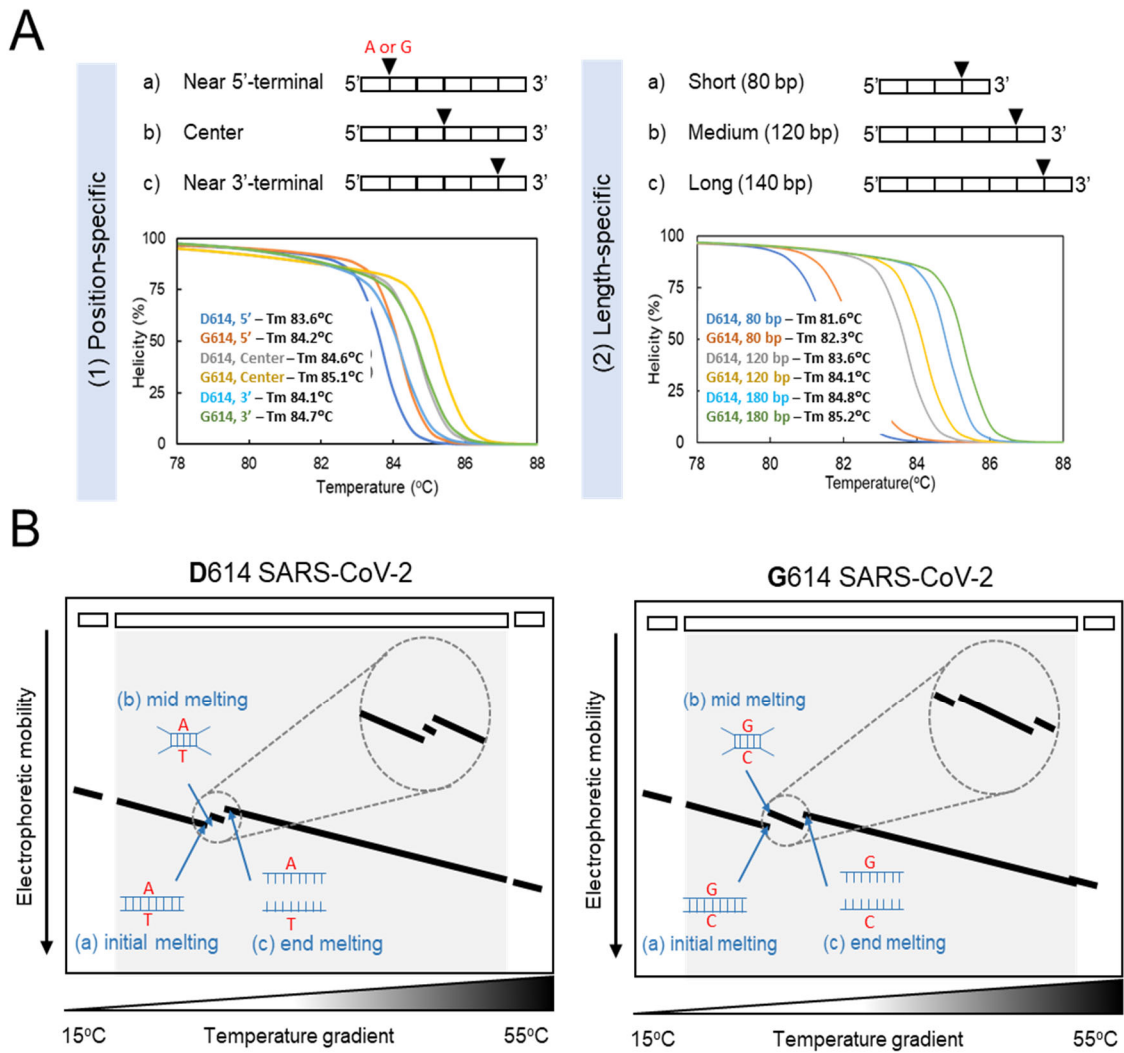 A
(1) Position-specific
A or G
a) Near 5'-terminal 5' 3'
b) Center 5' 3'
c) Near 3'-terminal 5' 3'
Helicity (%)
100
75
50
25
0
D614, 5' – Tm 83.6°C
G614, 5' – Tm 84.2°C
D614, Center – Tm 84.6°C
G614, Center – Tm 85.1°C
D614, 3' – Tm 84.1°C
G614, 3' – Tm 84.7°C
78 80 82 84 86 88
Temperature (°C)
(2) Length-specific
a) Short (80 bp) 5' 3'
b) Medium (120 bp) 5' 3'
c) Long (140 bp) 5' 3'
Helicity (%)
100
75
50
25
0
D614, 80 bp – Tm 81.6°C
G614, 80 bp – Tm 82.3°C
D614, 120 bp – Tm 83.6°C
G614, 120 bp – Tm 84.1°C
D614, 180 bp – Tm 84.8°C
G614, 180 bp – Tm 85.2°C
78 80 82 84 86 88
Temperature(°C)
B
D614 SARS-CoV-2
Electrophoretic mobility
(b) mid melting
A
T
A
T
A
T
(a) initial melting
(c) end melting
15°C Temperature gradient 55°C
G614 SARS-CoV-2
Electrophoretic mobility
(b) mid melting
G
C
G
C
G
C
(a) initial melting
(c) end melting
15°C Temperature gradient 55°C